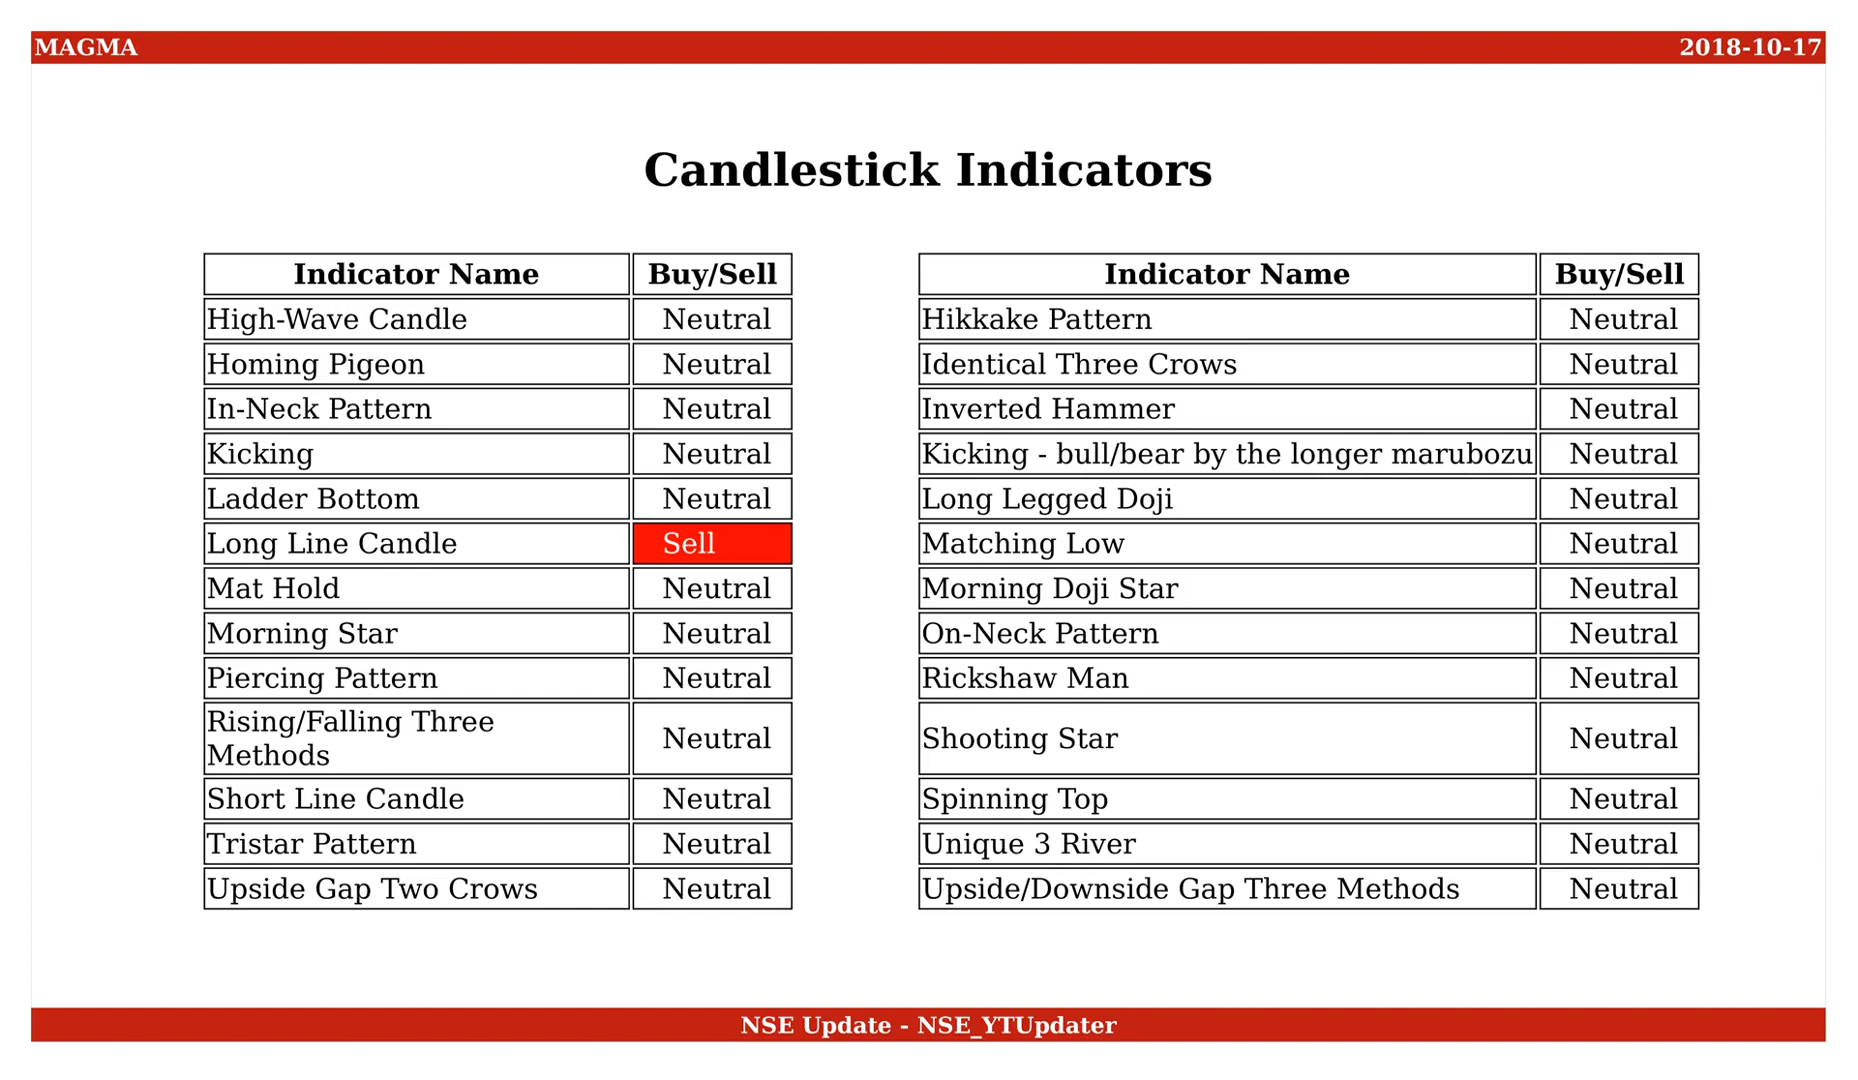 MAGMA 2018-10-17
Candlestick Indicators
Indicator Name Buy/Sell
High-Wave Candle Neutral
Homing Pigeon Neutral
In-Neck Pattern Neutral
Kicking Neutral
Ladder Bottom Neutral
Long Line Candle Sell
Mat Hold Neutral
Morning Star Neutral
Piercing Pattern Neutral
Rising/Falling Three
Methods Neutral
Short Line Candle Neutral
Tristar Pattern Neutral
Upside Gap Two Crows Neutral
Indicator Name Buy/Sell
Hikkake Pattern Neutral
Identical Three Crows Neutral
Inverted Hammer Neutral
Kicking - bull/bear by the longer marubozu Neutral
Long Legged Doji Neutral
Matching Low Neutral
Morning Doji Star Neutral
On-Neck Pattern Neutral
Rickshaw Man Neutral
Shooting Star Neutral
Spinning Top Neutral
Unique 3 River Neutral
Upside/Downside Gap Three Methods Neutral
NSE Update - NSE_YTUpdater